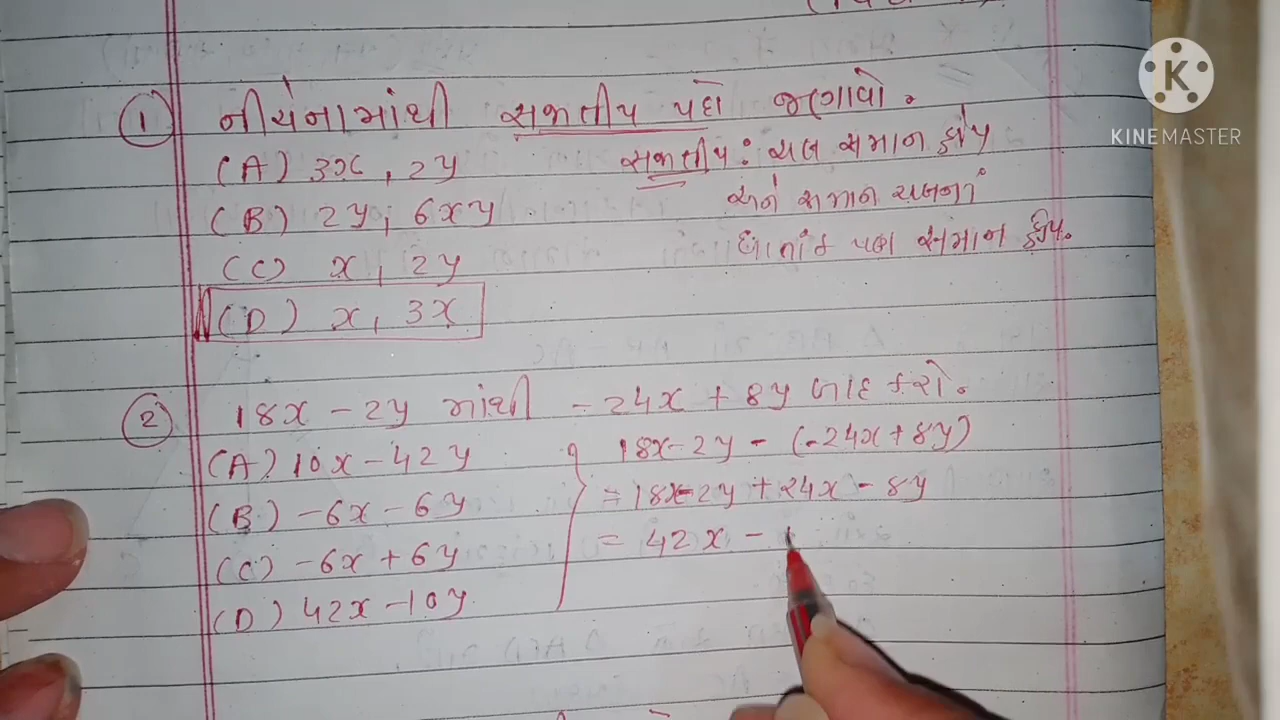 (1) નીચેનામાંથી સજાતીય પદો જણાવો.
(A) 3x, 2y
સજાતીય : ચલ સમાન હોય
અને સમાન ચલનાં
ઘાતાંક પણ સમાન હોય.
(B) 2y, 6xy
(C) x, 2y
(D) x, 3x
(2) 18x - 2y માંથી - 24x + 8y બાદ કરો.
(A) 10x - 42y
(B) -6x - 6y
(C) -6x + 6y
(D) 42x - 10y
18x - 2y - (-24x + 8y)
= 18x - 2y + 24x - 8y
= 42x - 1
K
KINEMASTER